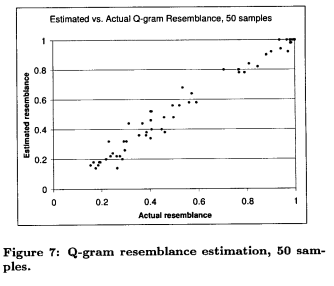 Estimated vs. Actual Q-gram Resemblance, 50 samples
Estimated resemblance
1
0.8
0.6
0.4
0.2
0
0 0.2 0.4 0.6 0.8 1
Actual resemblance
Figure 7: Q-gram resemblance estimation, 50 sam-
ples.